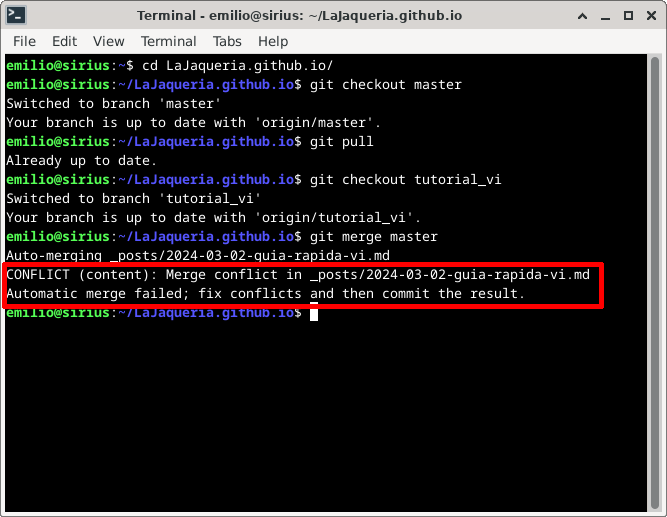 Terminal - emilio@sirius: ~/LaJaqueria.github.io
File Edit View Terminal Tabs Help
emilio@sirius:~$ cd LaJaqueria.github.io/
emilio@sirius:~/LaJaqueria.github.io$ git checkout master
Switched to branch 'master'
Your branch is up to date with 'origin/master'.
emilio@sirius:~/LaJaqueria.github.io$ git pull
Already up to date.
emilio@sirius:~/LaJaqueria.github.io$ git checkout tutorial_vi
Switched to branch 'tutorial_vi'
Your branch is up to date with 'origin/tutorial_vi'.
emilio@sirius:~/LaJaqueria.github.io$ git merge master
Auto-merging _posts/2024-03-02-guia-rapida-vi.md
CONFLICT (content): Merge conflict in _posts/2024-03-02-guia-rapida-vi.md
Automatic merge failed; fix conflicts and then commit the result.
emilio@sirius:~/LaJaqueria.github.io$